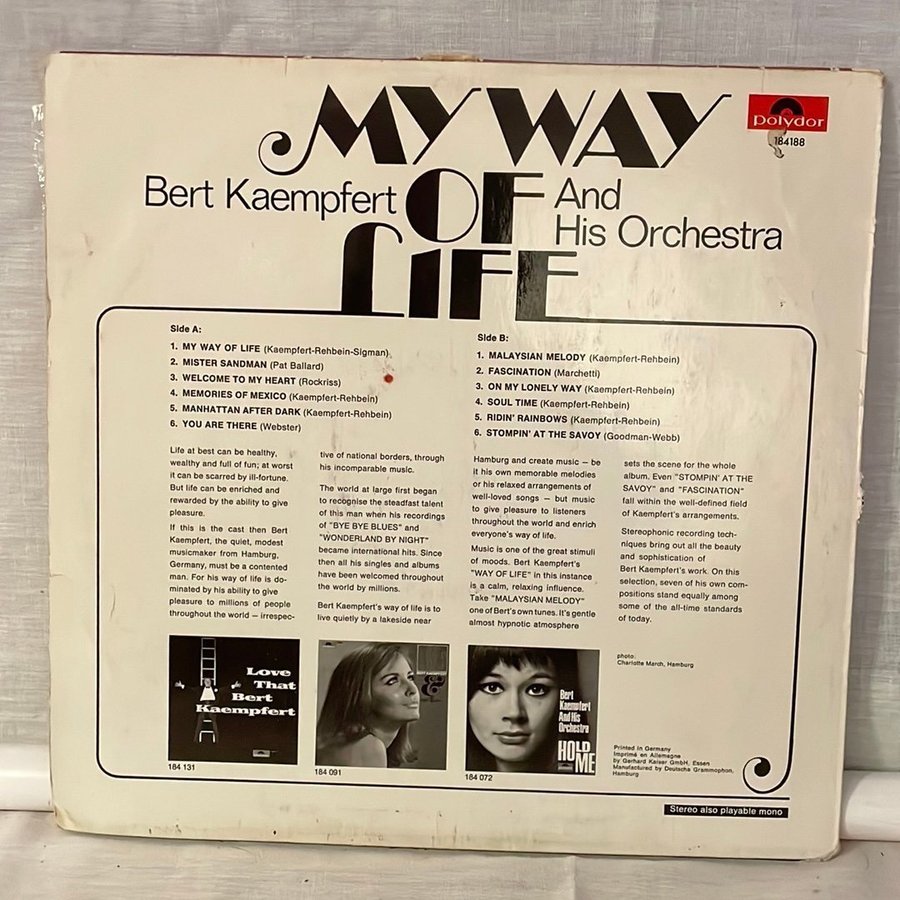 MY WAY
OF
LIFE
Bert Kaempfert
And
His Orchestra
polydor
184188
Side A:
1. MY WAY OF LIFE (Kaempfert-Rehbein-Sigman)
2. MISTER SANDMAN (Pat Ballard)
3. WELCOME TO MY HEART (Rockriss)
4. MEMORIES OF MEXICO (Kaempfert-Rehbein)
5. MANHATTAN AFTER DARK (Kaempfert-Rehbein)
6. YOU ARE THERE (Webster)
Side B:
1. MALAYSIAN MELODY (Kaempfert-Rehbein)
2. FASCINATION (Marchetti)
3. ON MY LONELY WAY (Kaempfert-Rehbein)
4. SOUL TIME (Kaempfert-Rehbein)
5. RIDIN' RAINBOWS (Kaempfert-Rehbein)
6. STOMPIN' AT THE SAVOY (Goodman-Webb)
Life at best can be healthy,
wealthy and full of fun; at worst
it can be scarred by ill-fortune.
But life can be enriched and
rewarded by the ability to give
pleasure.
If this is the cast then Bert
Kaempfert, the quiet, modest
musicmaker from Hamburg,
Germany, must be a contented
man. For his way of life is do-
minated by his ability to give
pleasure to millions of people
throughout the world – irrespec-
tive of national borders, through
his incomparable music.
The world at large first began
to recognise the steadfast talent
of this man when his recordings
of "BYE BYE BLUES" and
"WONDERLAND BY NIGHT"
became international hits. Since
then all his singles and albums
have been welcomed throughout
the world by millions.
Bert Kaempfert's way of life is to
live quietly by a lakeside near
Hamburg and create music – be
it his own memorable melodies
or his relaxed arrangements of
well-loved songs – but music
to give pleasure to listeners
throughout the world and enrich
everyone's way of life.
Music is one of the great stimuli
of moods. Bert Kaempfert's
"WAY OF LIFE" in this instance
is a calm, relaxing influence.
Take "MALAYSIAN MELODY"
one of Bert's own tunes. It's gentle
almost hypnotic atmosphere
sets the scene for the whole
album. Even "STOMPIN' AT THE
SAVOY" and "FASCINATION"
fall within the well-defined field
of Kaempfert's arrangements.
Stereophonic recording tech-
niques bring out all the beauty
and sophistication of
Bert Kaempfert's work. On this
selection, seven of his own com-
positions stand equally among
some of the all-time standards
of today.
Love
That
Bert
Kaempfert
184 131
BERT KAEMPFERT
184 091
Bert
Kaempfert
And His
Orchestra
HOLD
ME
184 072
photo:
Charlotte March, Hamburg
Printed in Germany
Imprimé en Allemagne
by Gerhard Kaiser GmbH, Essen
Manufactured by Deutsche Grammophon,
Hamburg
Stereo also playable mono